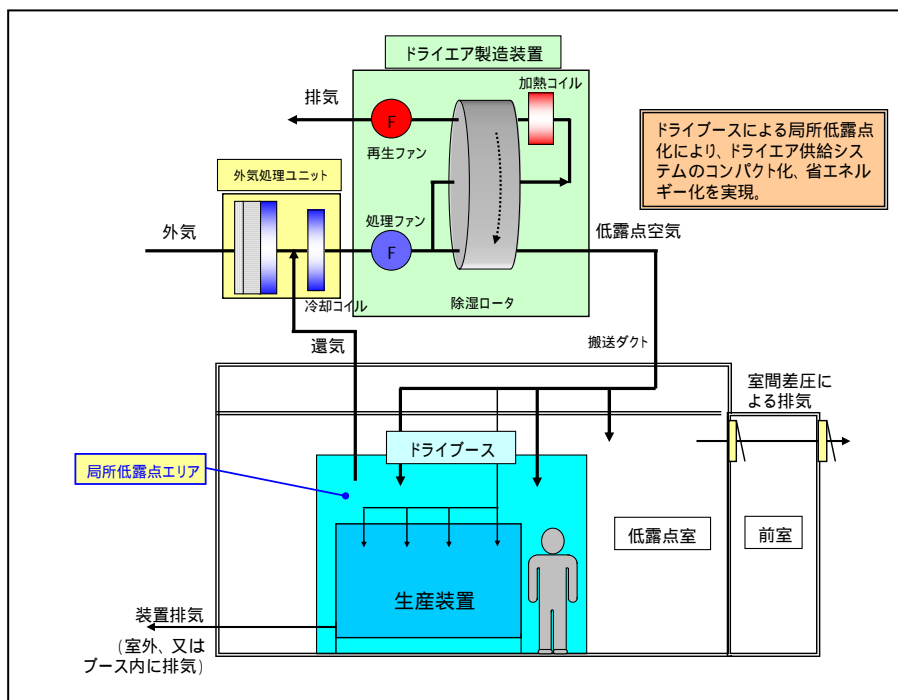 ドライエア製造装置
加熱コイル
排気
F
再生ファン
ドライブースによる局所低露点
化により、ドライエア供給シス
テムのコンパクト化、省エネル
ギー化を実現。
外気処理ユニット
外気
処理ファン
F
低露点空気
冷却コイル
除湿ロータ
還気
搬送ダクト
室間差圧に
よる排気
ドライブース
局所低露点エリア
低露点室
前室
生産装置
装置排気
(室外、又は
ブース内に排気)